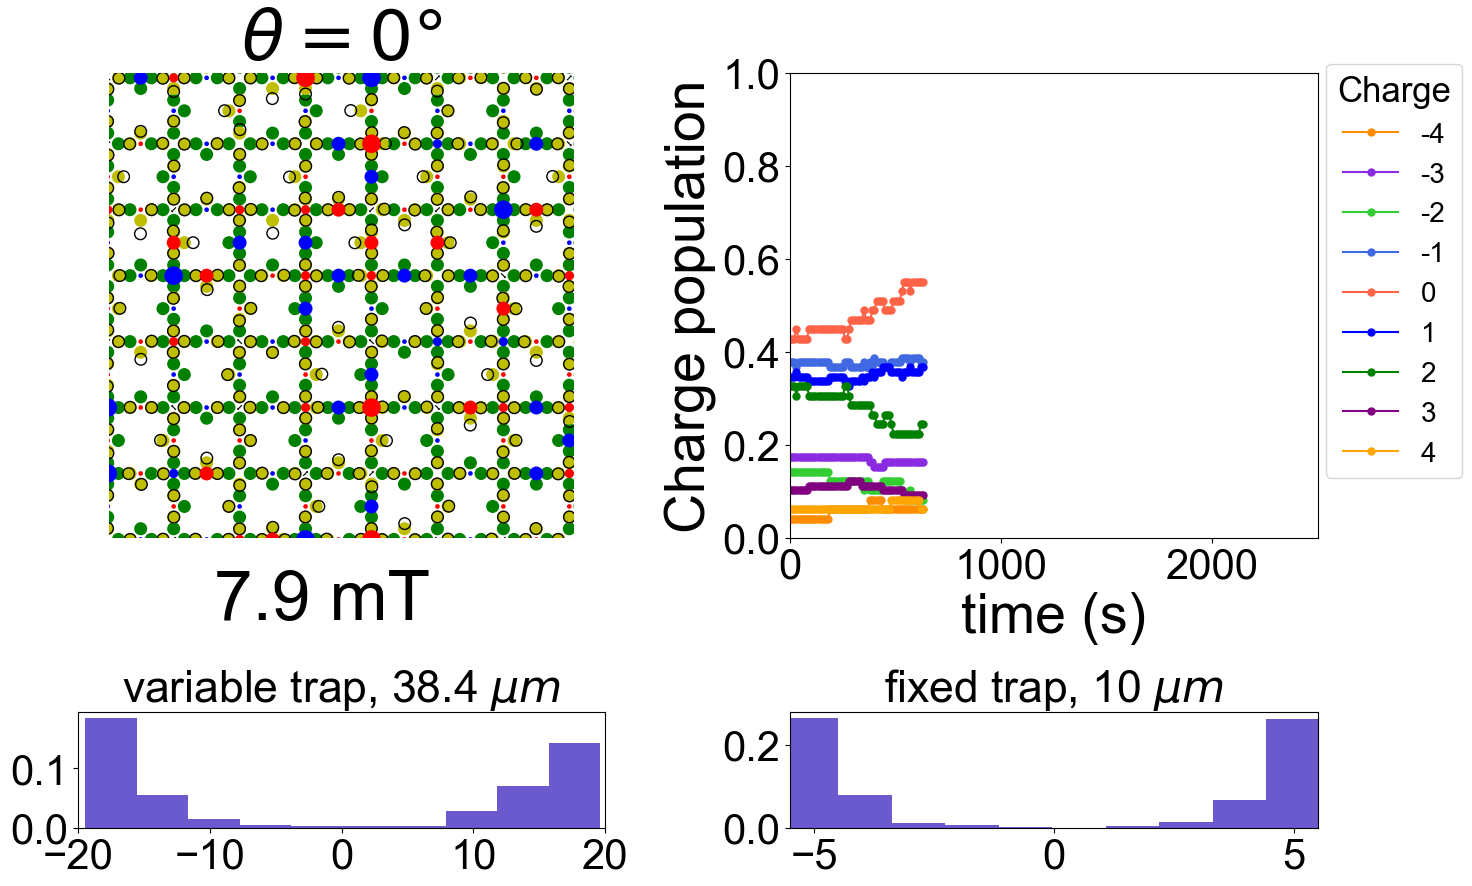 θ = 0°
7.9 mT
Charge population
1.0
0.8
0.6
0.4
0.2
0.0
0 1000 2000
time (s)
Charge
-4
-3
-2
-1
0
1
2
3
4
variable trap, 38.4 μm
0.1
0.0
−20 −10 0 10 20
fixed trap, 10 μm
0.2
0.0
−5 0 5